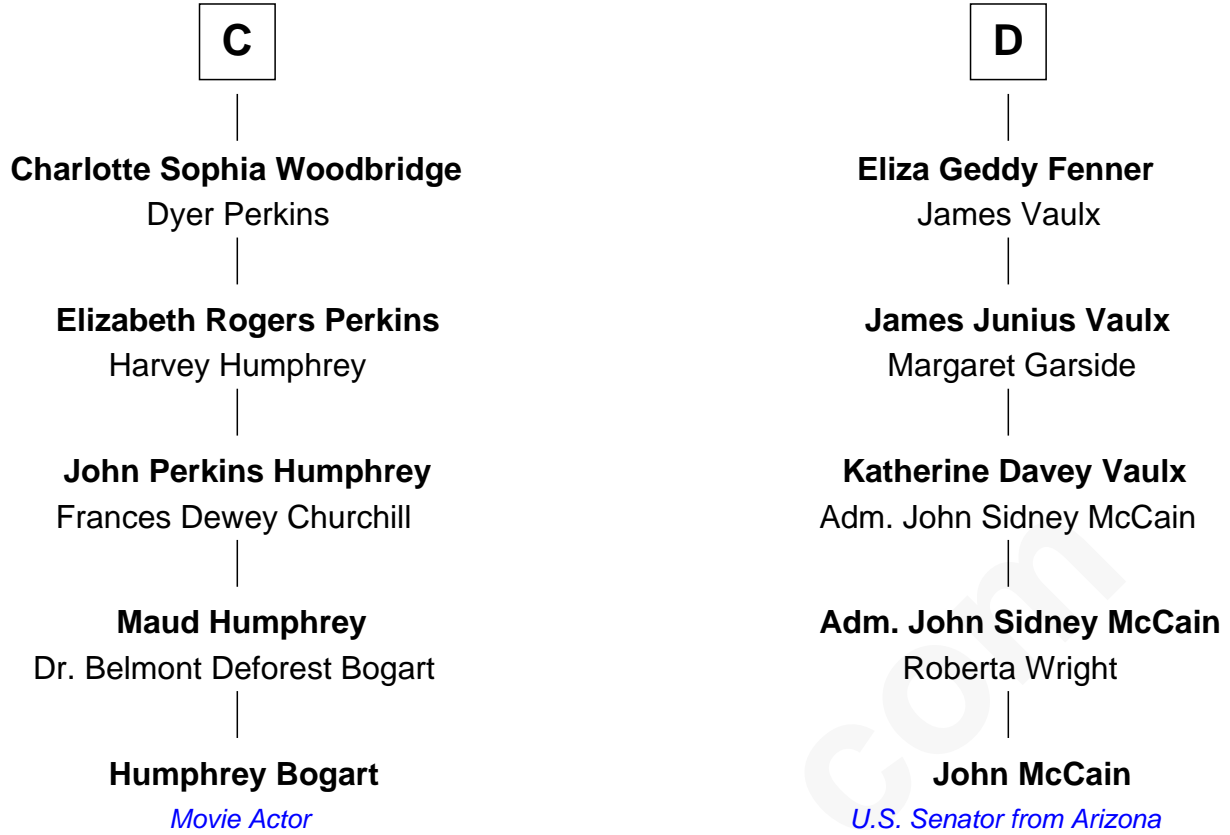 C
Charlotte Sophia Woodbridge
Dyer Perkins
Elizabeth Rogers Perkins
Harvey Humphrey
John Perkins Humphrey
Frances Dewey Churchill
Maud Humphrey
Dr. Belmont Deforest Bogart
Humphrey Bogart
Movie Actor
D
Eliza Geddy Fenner
James Vaulx
James Junius Vaulx
Margaret Garside
Katherine Davey Vaulx
Adm. John Sidney McCain
Adm. John Sidney McCain
Roberta Wright
John McCain
U.S. Senator from Arizona
com